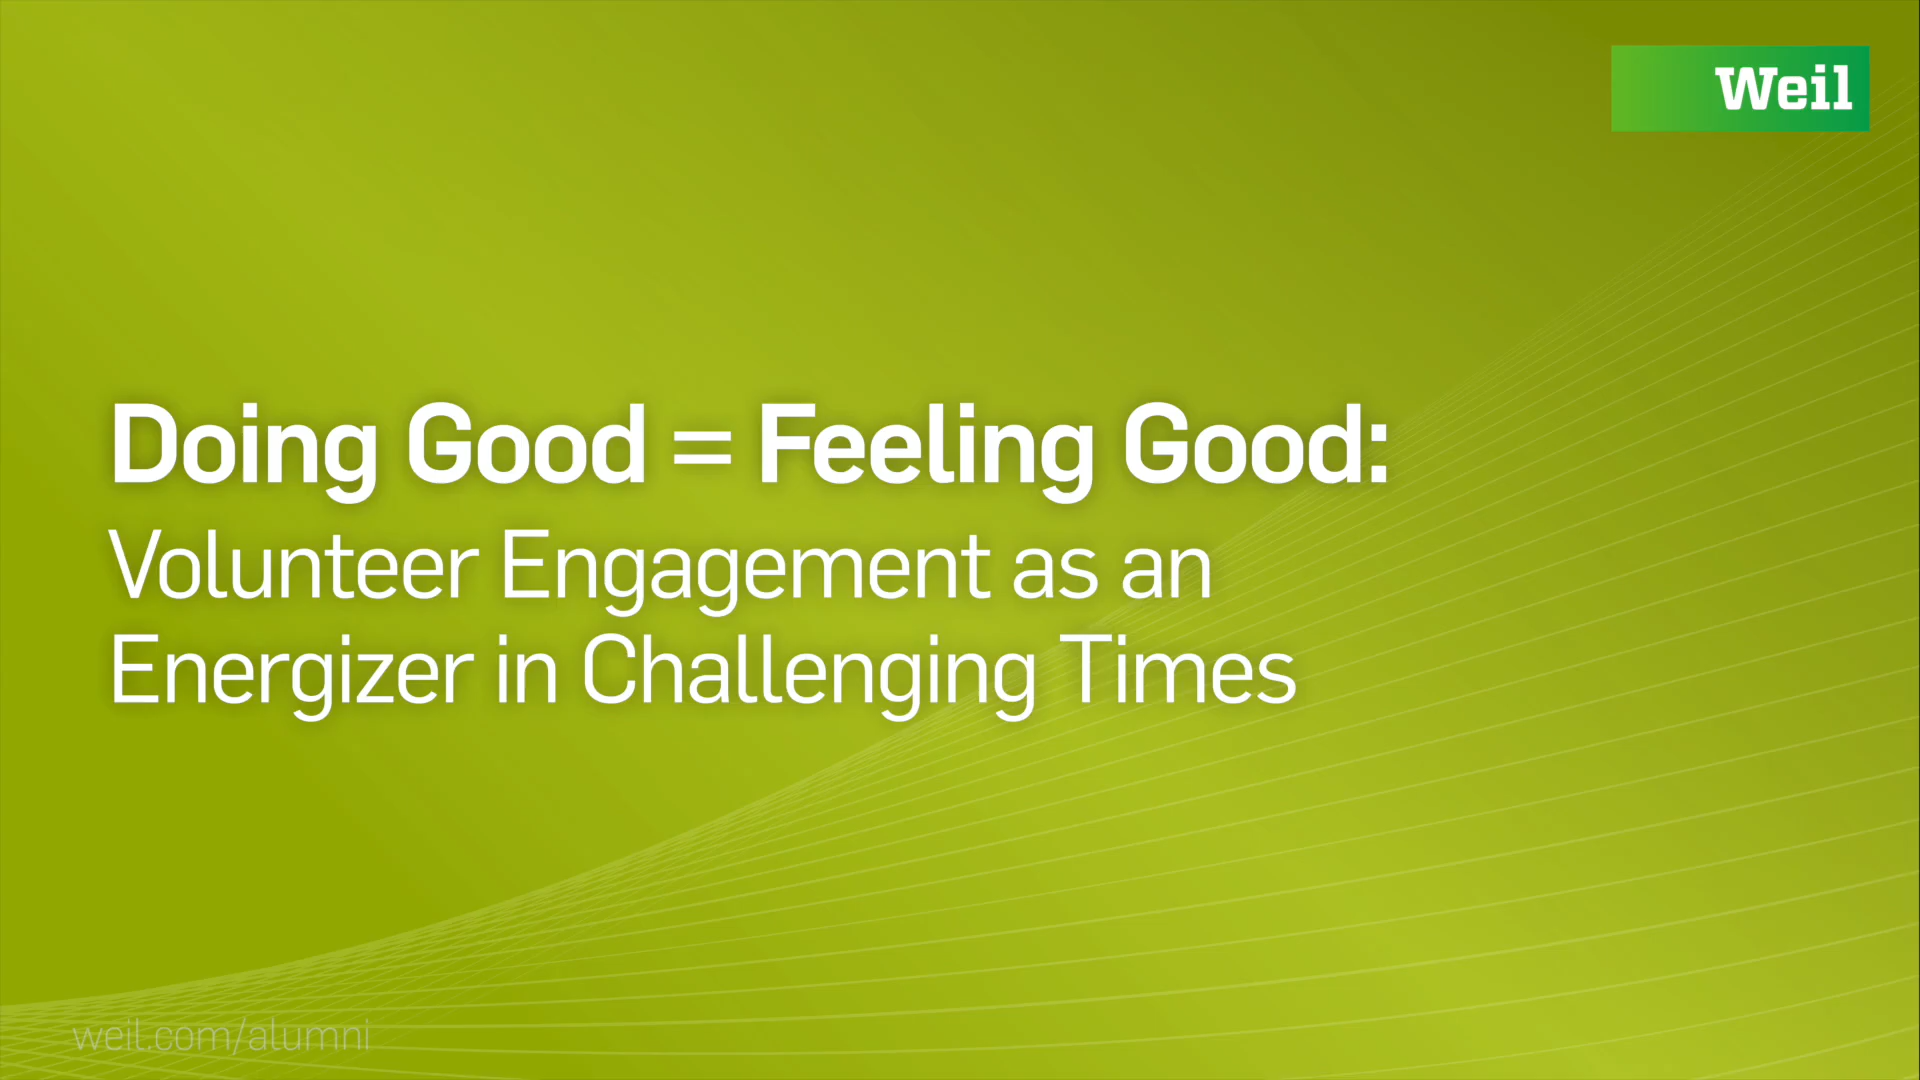 Weil
Doing Good = Feeling Good:
Volunteer Engagement as an
Energizer in Challenging Times
weil.com/alumni